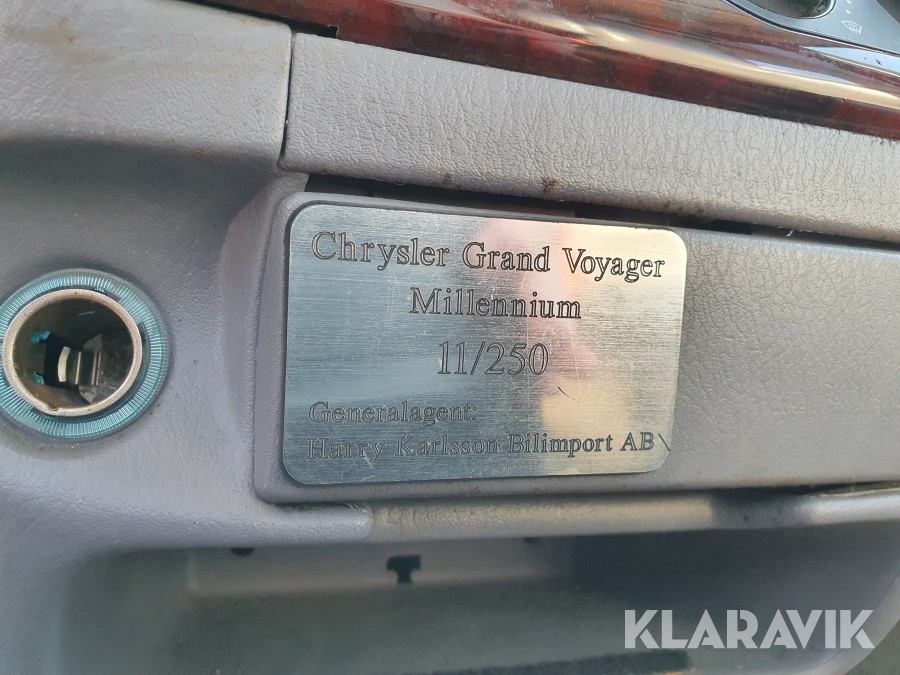 Chrysler Grand Voyager
Millennium
11/250
Generalagent:
Harry Karlsson Bilimport AB
KLARAVIK